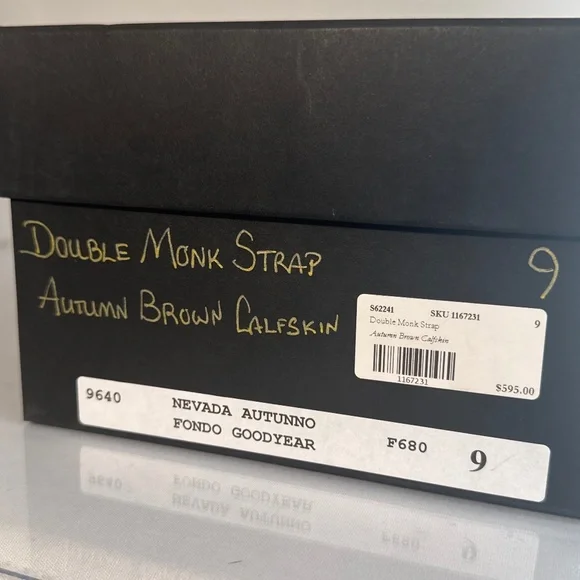 DOUBLE MONK STRAP 9
AUTUMN BROWN CALFSKIN
S62241 SKU 1167231
Double Monk Strap 9
Autumn Brown Calfskin
1167231
$595.00
9640 NEVADA AUTUNNO F680 9
FONDO GOODYEAR